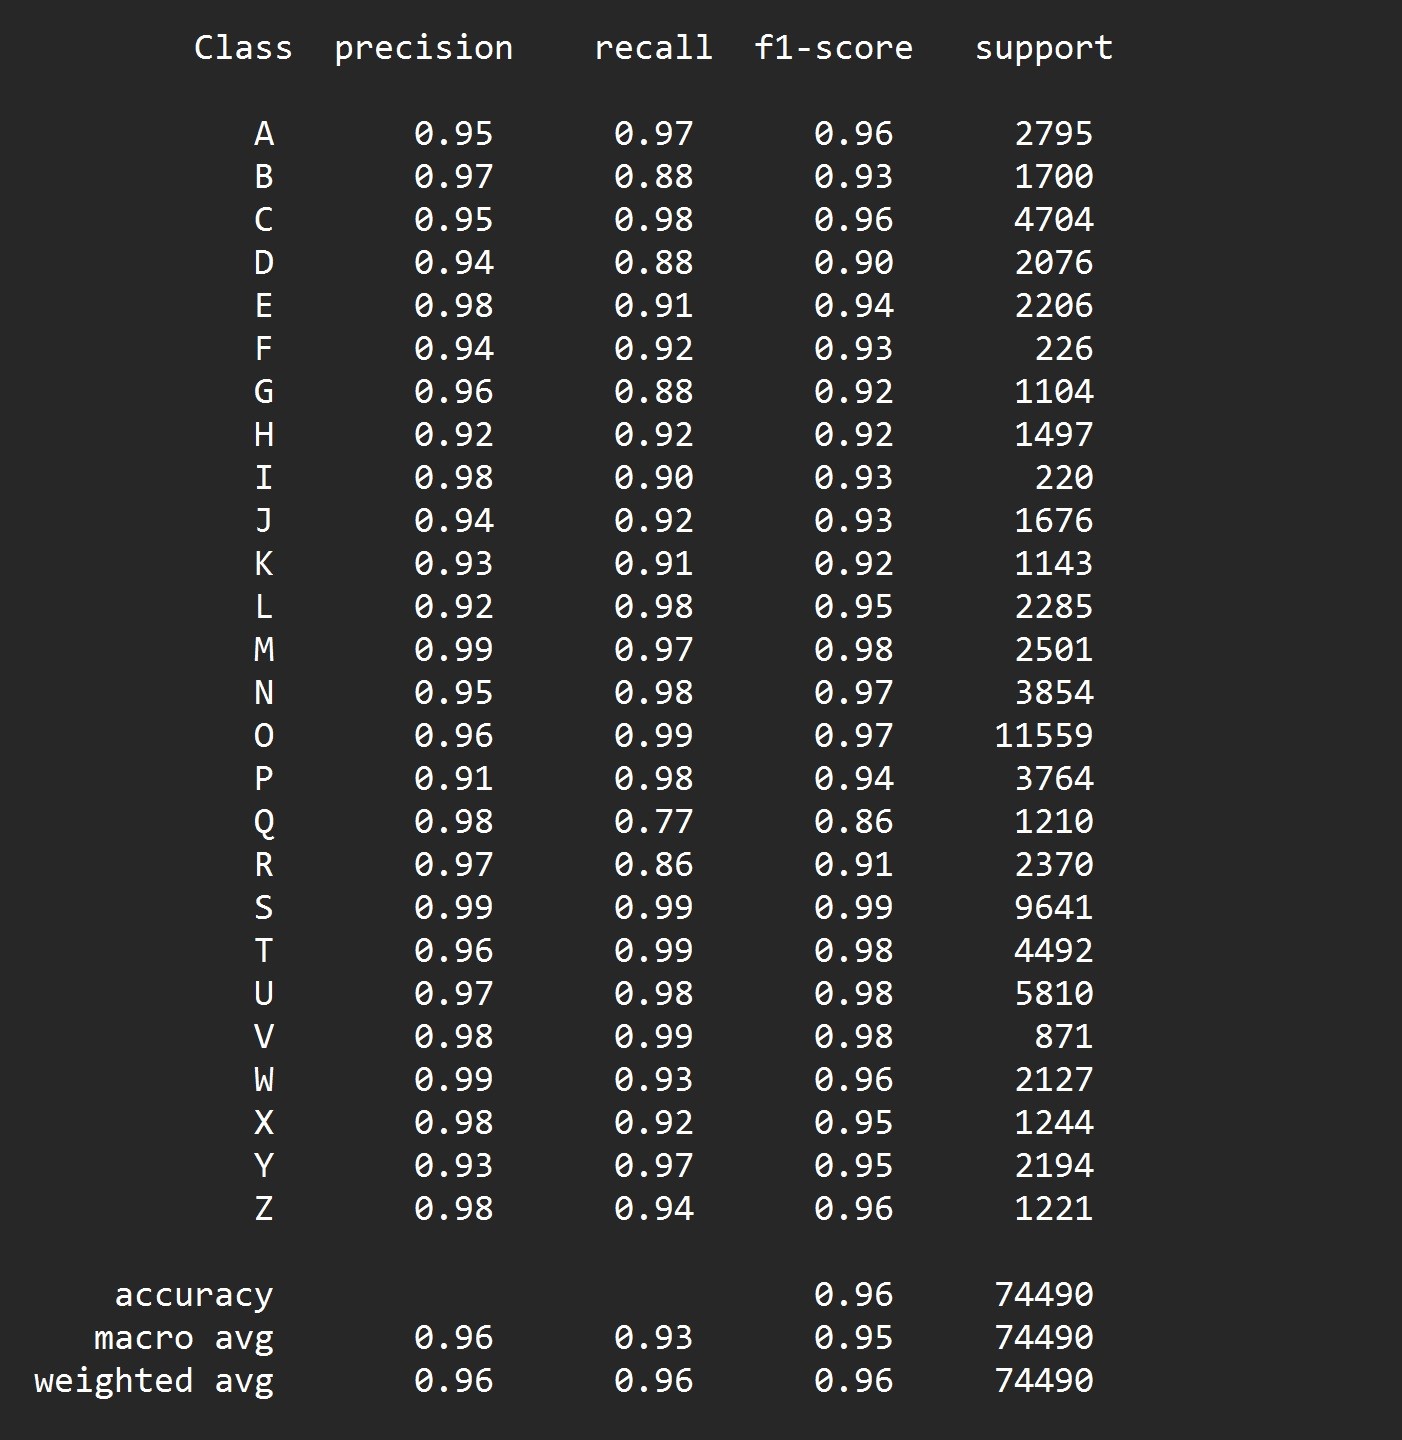 Class precision recall f1-score support
A 0.95 0.97 0.96 2795
B 0.97 0.88 0.93 1700
C 0.95 0.98 0.96 4704
D 0.94 0.88 0.90 2076
E 0.98 0.91 0.94 2206
F 0.94 0.92 0.93 226
G 0.96 0.88 0.92 1104
H 0.92 0.92 0.92 1497
I 0.98 0.90 0.93 220
J 0.94 0.92 0.93 1676
K 0.93 0.91 0.92 1143
L 0.92 0.98 0.95 2285
M 0.99 0.97 0.98 2501
N 0.95 0.98 0.97 3854
O 0.96 0.99 0.97 11559
P 0.91 0.98 0.94 3764
Q 0.98 0.77 0.86 1210
R 0.97 0.86 0.91 2370
S 0.99 0.99 0.99 9641
T 0.96 0.99 0.98 4492
U 0.97 0.98 0.98 5810
V 0.98 0.99 0.98 871
W 0.99 0.93 0.96 2127
X 0.98 0.92 0.95 1244
Y 0.93 0.97 0.95 2194
Z 0.98 0.94 0.96 1221
accuracy 0.96 74490
macro avg 0.96 0.93 0.95 74490
weighted avg 0.96 0.96 0.96 74490